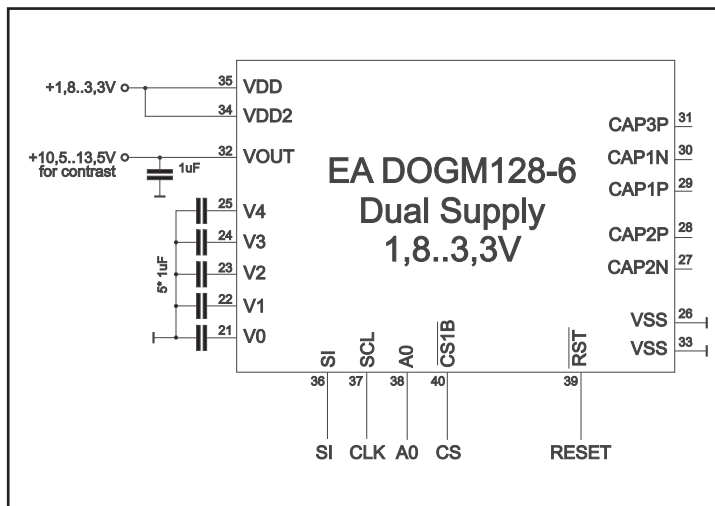 +1,8..3,3V
35 VDD
34 VDD2
+10,5..13,5V
for contrast
1uF
32 VOUT
25 V4
24 V3
23 V2
22 V1
21 V0
5* 1uF
EA DOGM128-6
Dual Supply
1,8..3,3V
CAP3P 31
CAP1N 30
CAP1P 29
CAP2P 28
CAP2N 27
VSS 26
VSS 33
SI SCL A0 CS1B RST
36 37 38 40 39
SI CLK A0 CS RESET